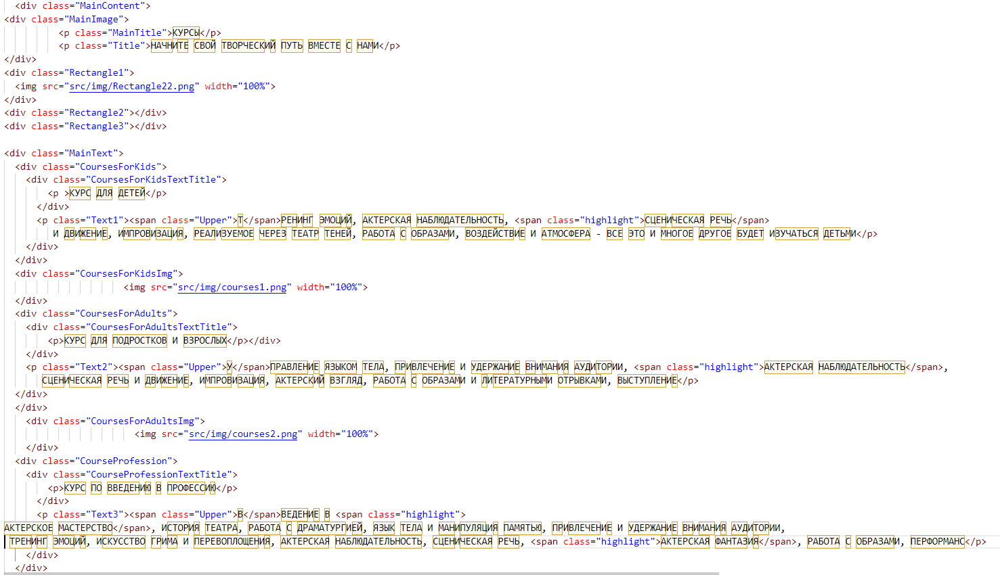 <div class="MainContent">
<div class="MainImage">
<p class="MainTitle">КУРСЫ</p>
<p class="Title">НАЧНИТЕ СВОЙ ТВОРЧЕСКИЙ ПУТЬ ВМЕСТЕ С НАМИ</p>
</div>
<div class="Rectangle1">
<img src="src/img/Rectangle22.png" width="100%">
</div>
<div class="Rectangle2"></div>
<div class="Rectangle3"></div>
<div class="MainText">
<div class="CoursesForKids">
<div class="CoursesForKidsTextTitle">
<p >КУРС ДЛЯ ДЕТЕЙ</p>
</div>
<p class="Text1"><span class="Upper">Т</span>РЕНИНГ ЭМОЦИЙ, АКТЕРСКАЯ НАБЛЮДАТЕЛЬНОСТЬ, <span class="highlight">СЦЕНИЧЕСКАЯ РЕЧЬ</span>
И ДВИЖЕНИЕ, ИМПРОВИЗАЦИЯ, РЕАЛИЗУЕМОЕ ЧЕРЕЗ ТЕАТР ТЕНЕЙ, РАБОТА С ОБРАЗАМИ, ВОЗДЕЙСТВИЕ И АТМОСФЕРА - ВСЕ ЭТО И МНОГОЕ ДРУГОЕ БУДЕТ ИЗУЧАТЬСЯ ДЕТЬМИ</p>
</div>
</div>
<div class="CoursesForKidsImg">
<img src="src/img/courses1.png" width="100%">
</div>
<div class="CoursesForAdults">
<div class="CoursesForAdultsTextTitle">
<p>КУРС ДЛЯ ПОДРОСТКОВ И ВЗРОСЛЫХ</p></div>
</div>
<p class="Text2"><span class="Upper">У</span>ПРАВЛЕНИЕ ЯЗЫКОМ ТЕЛА, ПРИВЛЕЧЕНИЕ И УДЕРЖАНИЕ ВНИМАНИЯ АУДИТОРИИ, <span class="highlight">АКТЕРСКАЯ НАБЛЮДАТЕЛЬНОСТЬ</span>,
СЦЕНИЧЕСКАЯ РЕЧЬ И ДВИЖЕНИЕ, ИМПРОВИЗАЦИЯ, АКТЕРСКИЙ ВЗГЛЯД, РАБОТА С ОБРАЗАМИ И ЛИТЕРАТУРНЫМИ ОТРЫВКАМИ, ВЫСТУПЛЕНИЕ</p>
</div>
</div>
<div class="CoursesForAdultsImg">
<img src="src/img/courses2.png" width="100%">
</div>
<div class="CourseProfession">
<div class="CourseProfessionTextTitle">
<p>КУРС ПО ВВЕДЕНИЮ В ПРОФЕССИЮ</p>
</div>
<p class="Text3"><span class="Upper">В</span>ВЕДЕНИЕ В <span class="highlight">
АКТЕРСКОЕ МАСТЕРСТВО</span>, ИСТОРИЯ ТЕАТРА, РАБОТА С ДРАМАТУРГИЕЙ, ЯЗЫК ТЕЛА И МАНИПУЛЯЦИЯ ПАМЯТЬЮ, ПРИВЛЕЧЕНИЕ И УДЕРЖАНИЕ ВНИМАНИЯ АУДИТОРИИ,
ТРЕНИНГ ЭМОЦИЙ, ИСКУССТВО ГРИМА И ПЕРЕВОПЛОЩЕНИЯ, АКТЕРСКАЯ НАБЛЮДАТЕЛЬНОСТЬ, СЦЕНИЧЕСКАЯ РЕЧЬ, <span class="highlight">АКТЕРСКАЯ ФАНТАЗИЯ</span>, РАБОТА С ОБРАЗАМИ, ПЕРФОРМАНС</p>
</div>
</div>